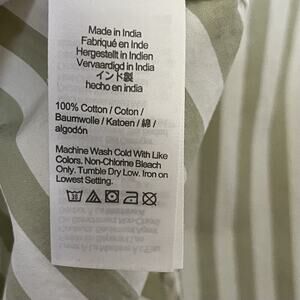 Made in India
Fabriqué en Inde
Hergestellt in Indien
Vervaardigd in India
インド製
hecho en india
100% Cotton / Coton /
Baumwolle / Katoen / 綿 /
algodón
Machine Wash Cold With Like
Colors. Non-Chlorine Bleach
Only. Tumble Dry Low. Iron on
Lowest Setting.